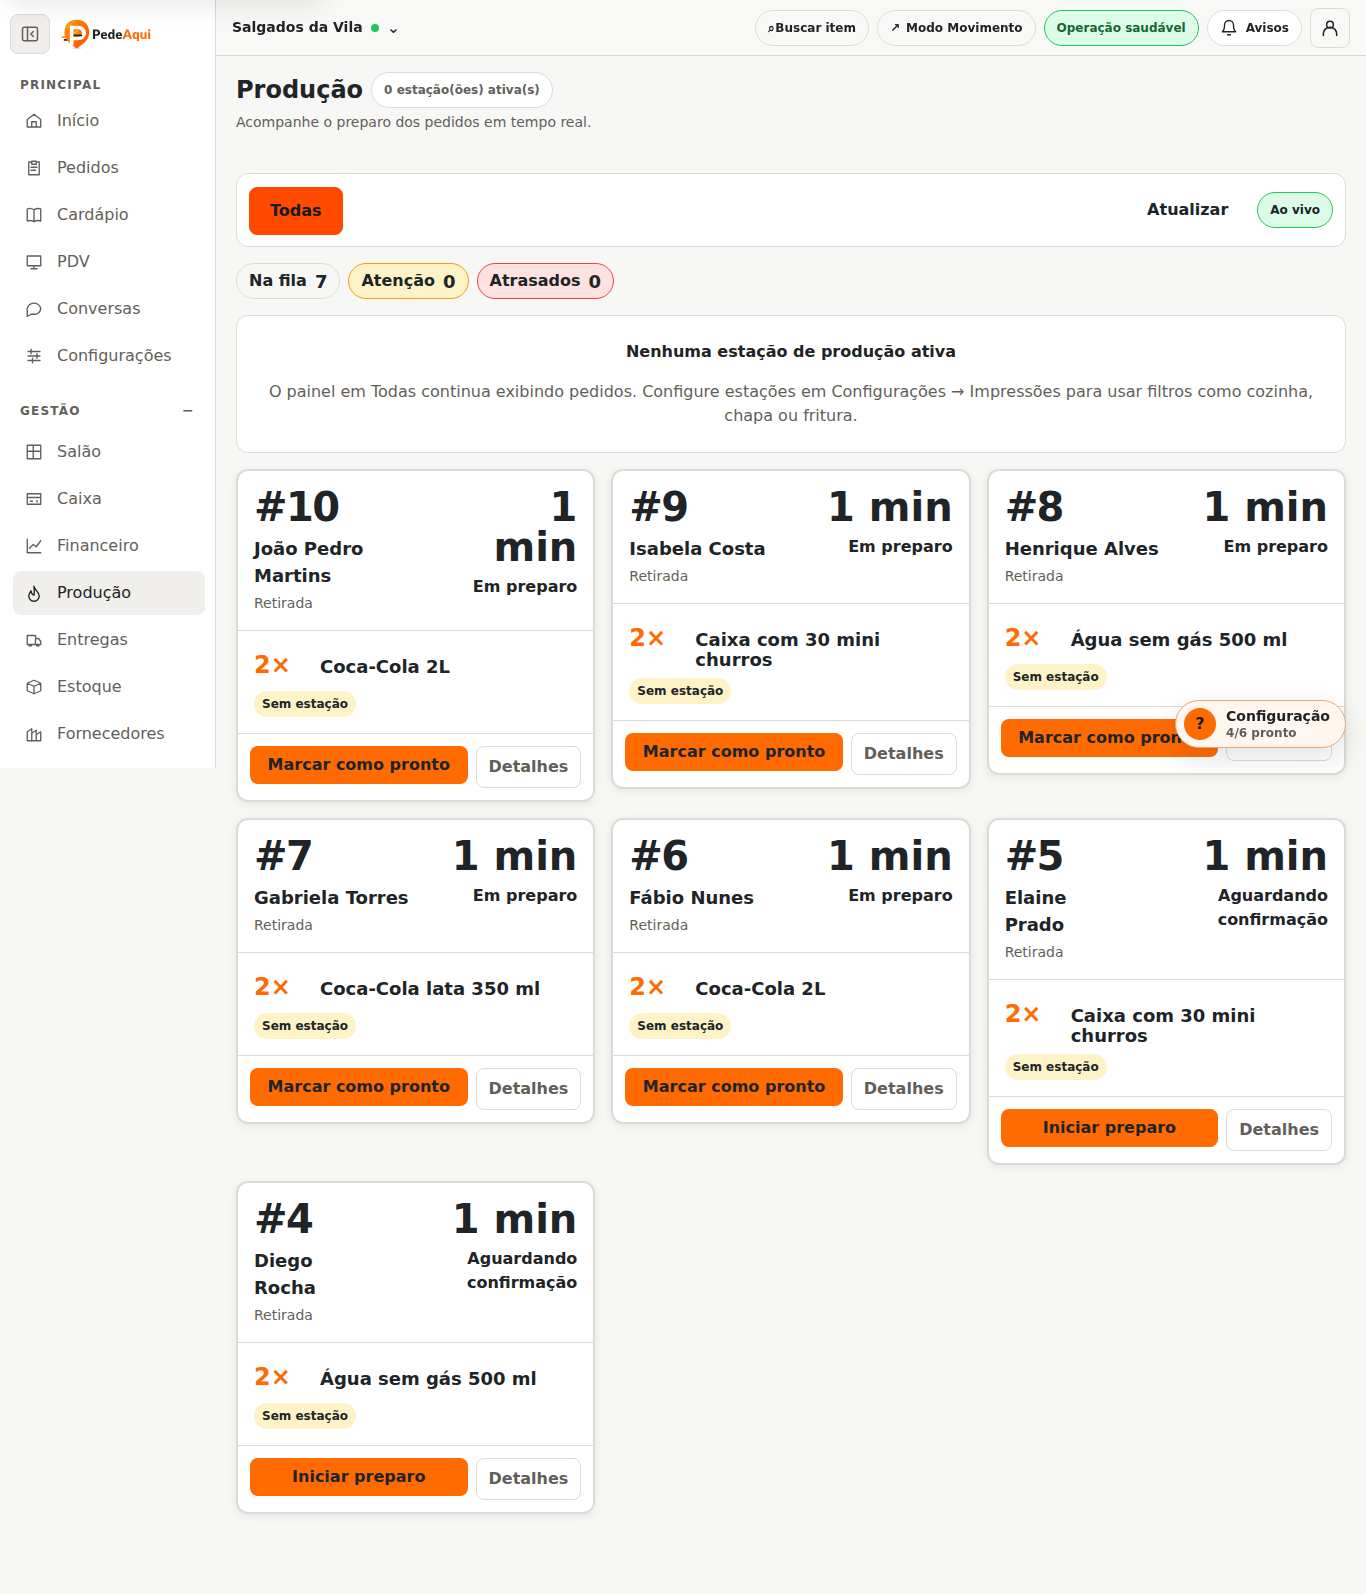 PedeAqui
PRINCIPAL
Início
Pedidos
Cardápio
PDV
Conversas
Configurações
GESTÃO
−
Salão
Caixa
Financeiro
Produção
Entregas
Estoque
Fornecedores
Salgados da Vila
Buscar item
↗ Modo Movimento
Operação saudável
Avisos
Produção
0 estação(ões) ativa(s)
Acompanhe o preparo dos pedidos em tempo real.
Todas
Atualizar
Ao vivo
Na fila 7
Atenção 0
Atrasados 0
Nenhuma estação de produção ativa
O painel em Todas continua exibindo pedidos. Configure estações em Configurações → Impressões para usar filtros como cozinha,
chapa ou fritura.
#10
1
min
João Pedro
Martins
Em preparo
Retirada
2× Coca-Cola 2L
Sem estação
Marcar como pronto
Detalhes
#9
1 min
Isabela Costa
Em preparo
Retirada
2× Caixa com 30 mini
churros
Sem estação
Marcar como pronto
Detalhes
#8
1 min
Henrique Alves
Em preparo
Retirada
2× Água sem gás 500 ml
Sem estação
Marcar como pron
?
Configuração
4/6 pronto
#7
1 min
Gabriela Torres
Em preparo
Retirada
2× Coca-Cola lata 350 ml
Sem estação
Marcar como pronto
Detalhes
#6
1 min
Fábio Nunes
Em preparo
Retirada
2× Coca-Cola 2L
Sem estação
Marcar como pronto
Detalhes
#5
1 min
Elaine
Prado
Aguardando
confirmação
Retirada
2× Caixa com 30 mini
churros
Sem estação
Iniciar preparo
Detalhes
#4
1 min
Diego
Rocha
Aguardando
confirmação
Retirada
2× Água sem gás 500 ml
Sem estação
Iniciar preparo
Detalhes